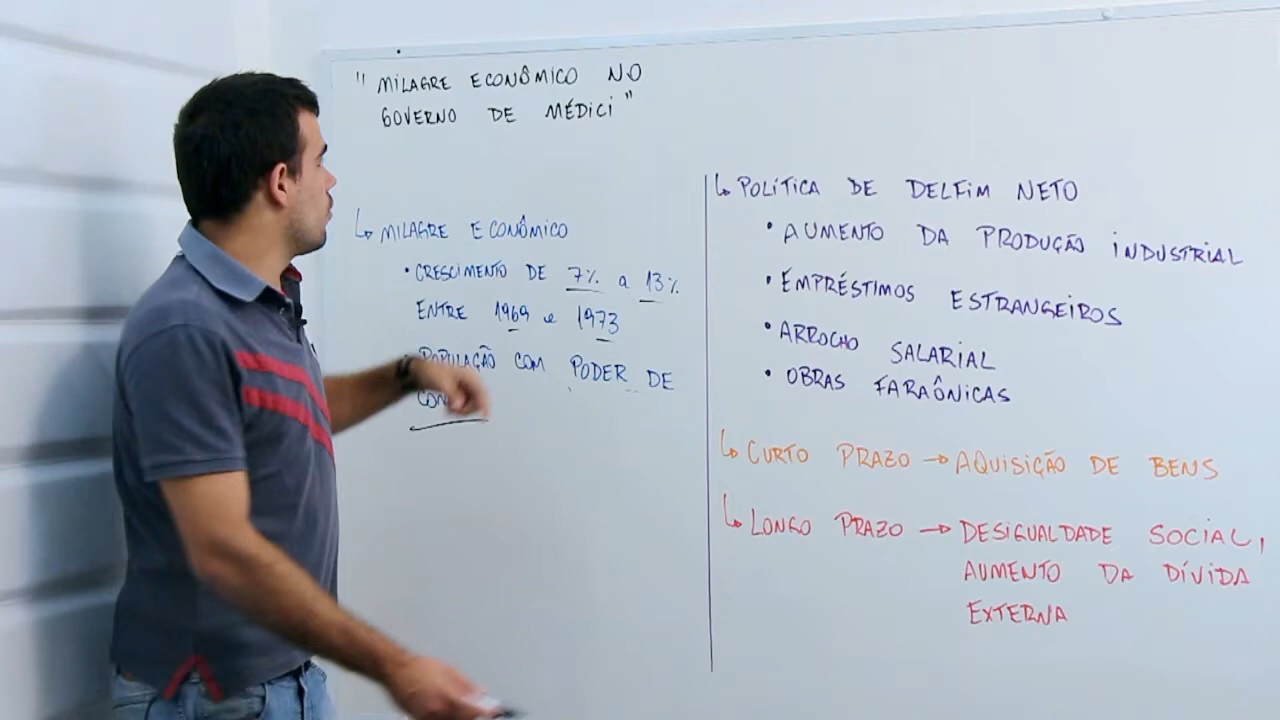 " MILAGRE ECONÔMICO NO
GOVERNO DE MÉDICI "
↳ MILAGRE ECONÔMICO
• CRESCIMENTO DE 7% a 13%
ENTRE 1969 e 1973
POPULAÇÃO COM PODER DE
↳ POLÍTICA DE DELFIM NETO
• AUMENTO DA PRODUÇÃO INDUSTRIAL
• EMPRÉSTIMOS ESTRANGEIROS
• ARROCHO SALARIAL
• OBRAS FARAÔNICAS
↳ CURTO PRAZO → AQUISIÇÃO DE BENS
↳ LONGO PRAZO → DESIGUALDADE SOCIAL,
AUMENTO DA DÍVIDA
EXTERNA